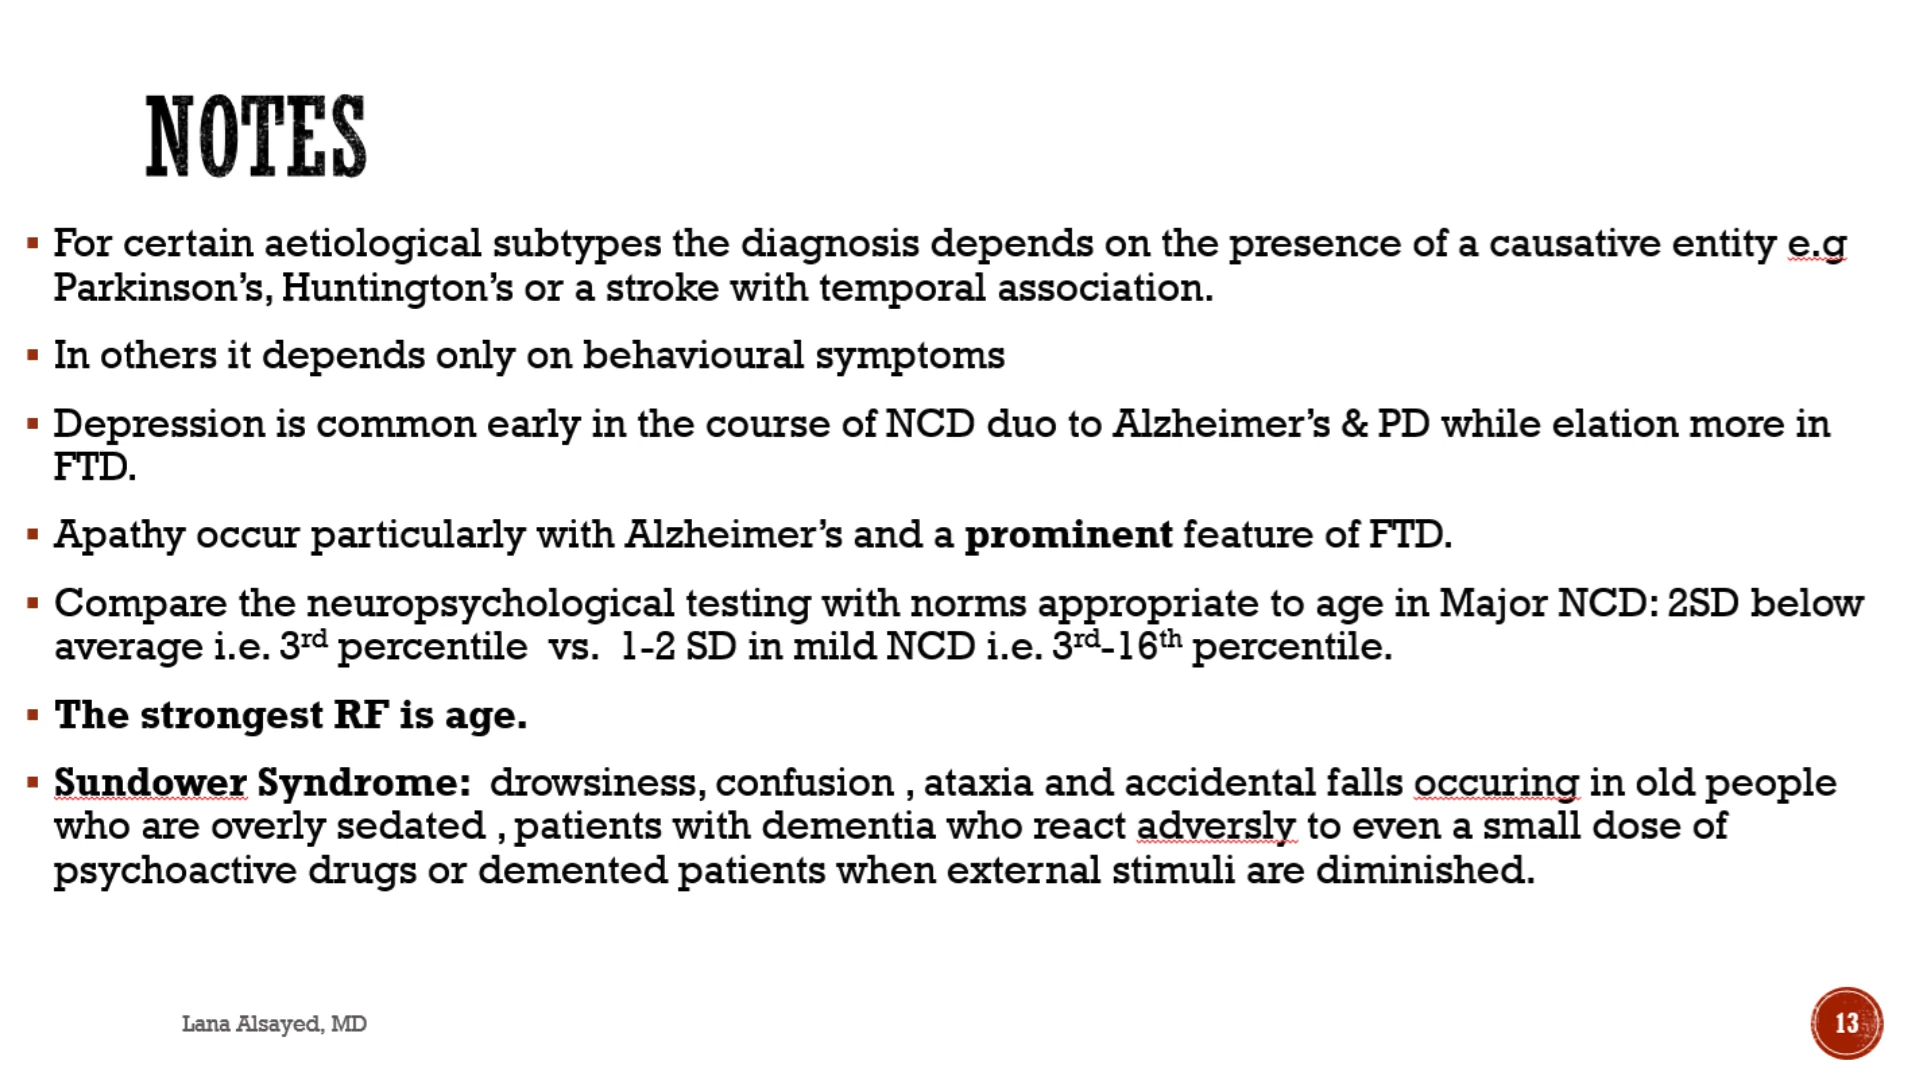 NOTES
▪ For certain aetiological subtypes the diagnosis depends on the presence of a causative entity e.g
Parkinson’s, Huntington’s or a stroke with temporal association.
▪ In others it depends only on behavioural symptoms
▪ Depression is common early in the course of NCD duo to Alzheimer’s & PD while elation more in
FTD.
▪ Apathy occur particularly with Alzheimer’s and a prominent feature of FTD.
▪ Compare the neuropsychological testing with norms appropriate to age in Major NCD: 2SD below
average i.e. 3rd percentile  vs.  1-2 SD in mild NCD i.e. 3rd-16th percentile.
▪ The strongest RF is age.
▪ Sundower Syndrome:  drowsiness, confusion , ataxia and accidental falls occuring in old people
who are overly sedated , patients with dementia who react adversly to even a small dose of
psychoactive drugs or demented patients when external stimuli are diminished.
Lana Alsayed, MD
13